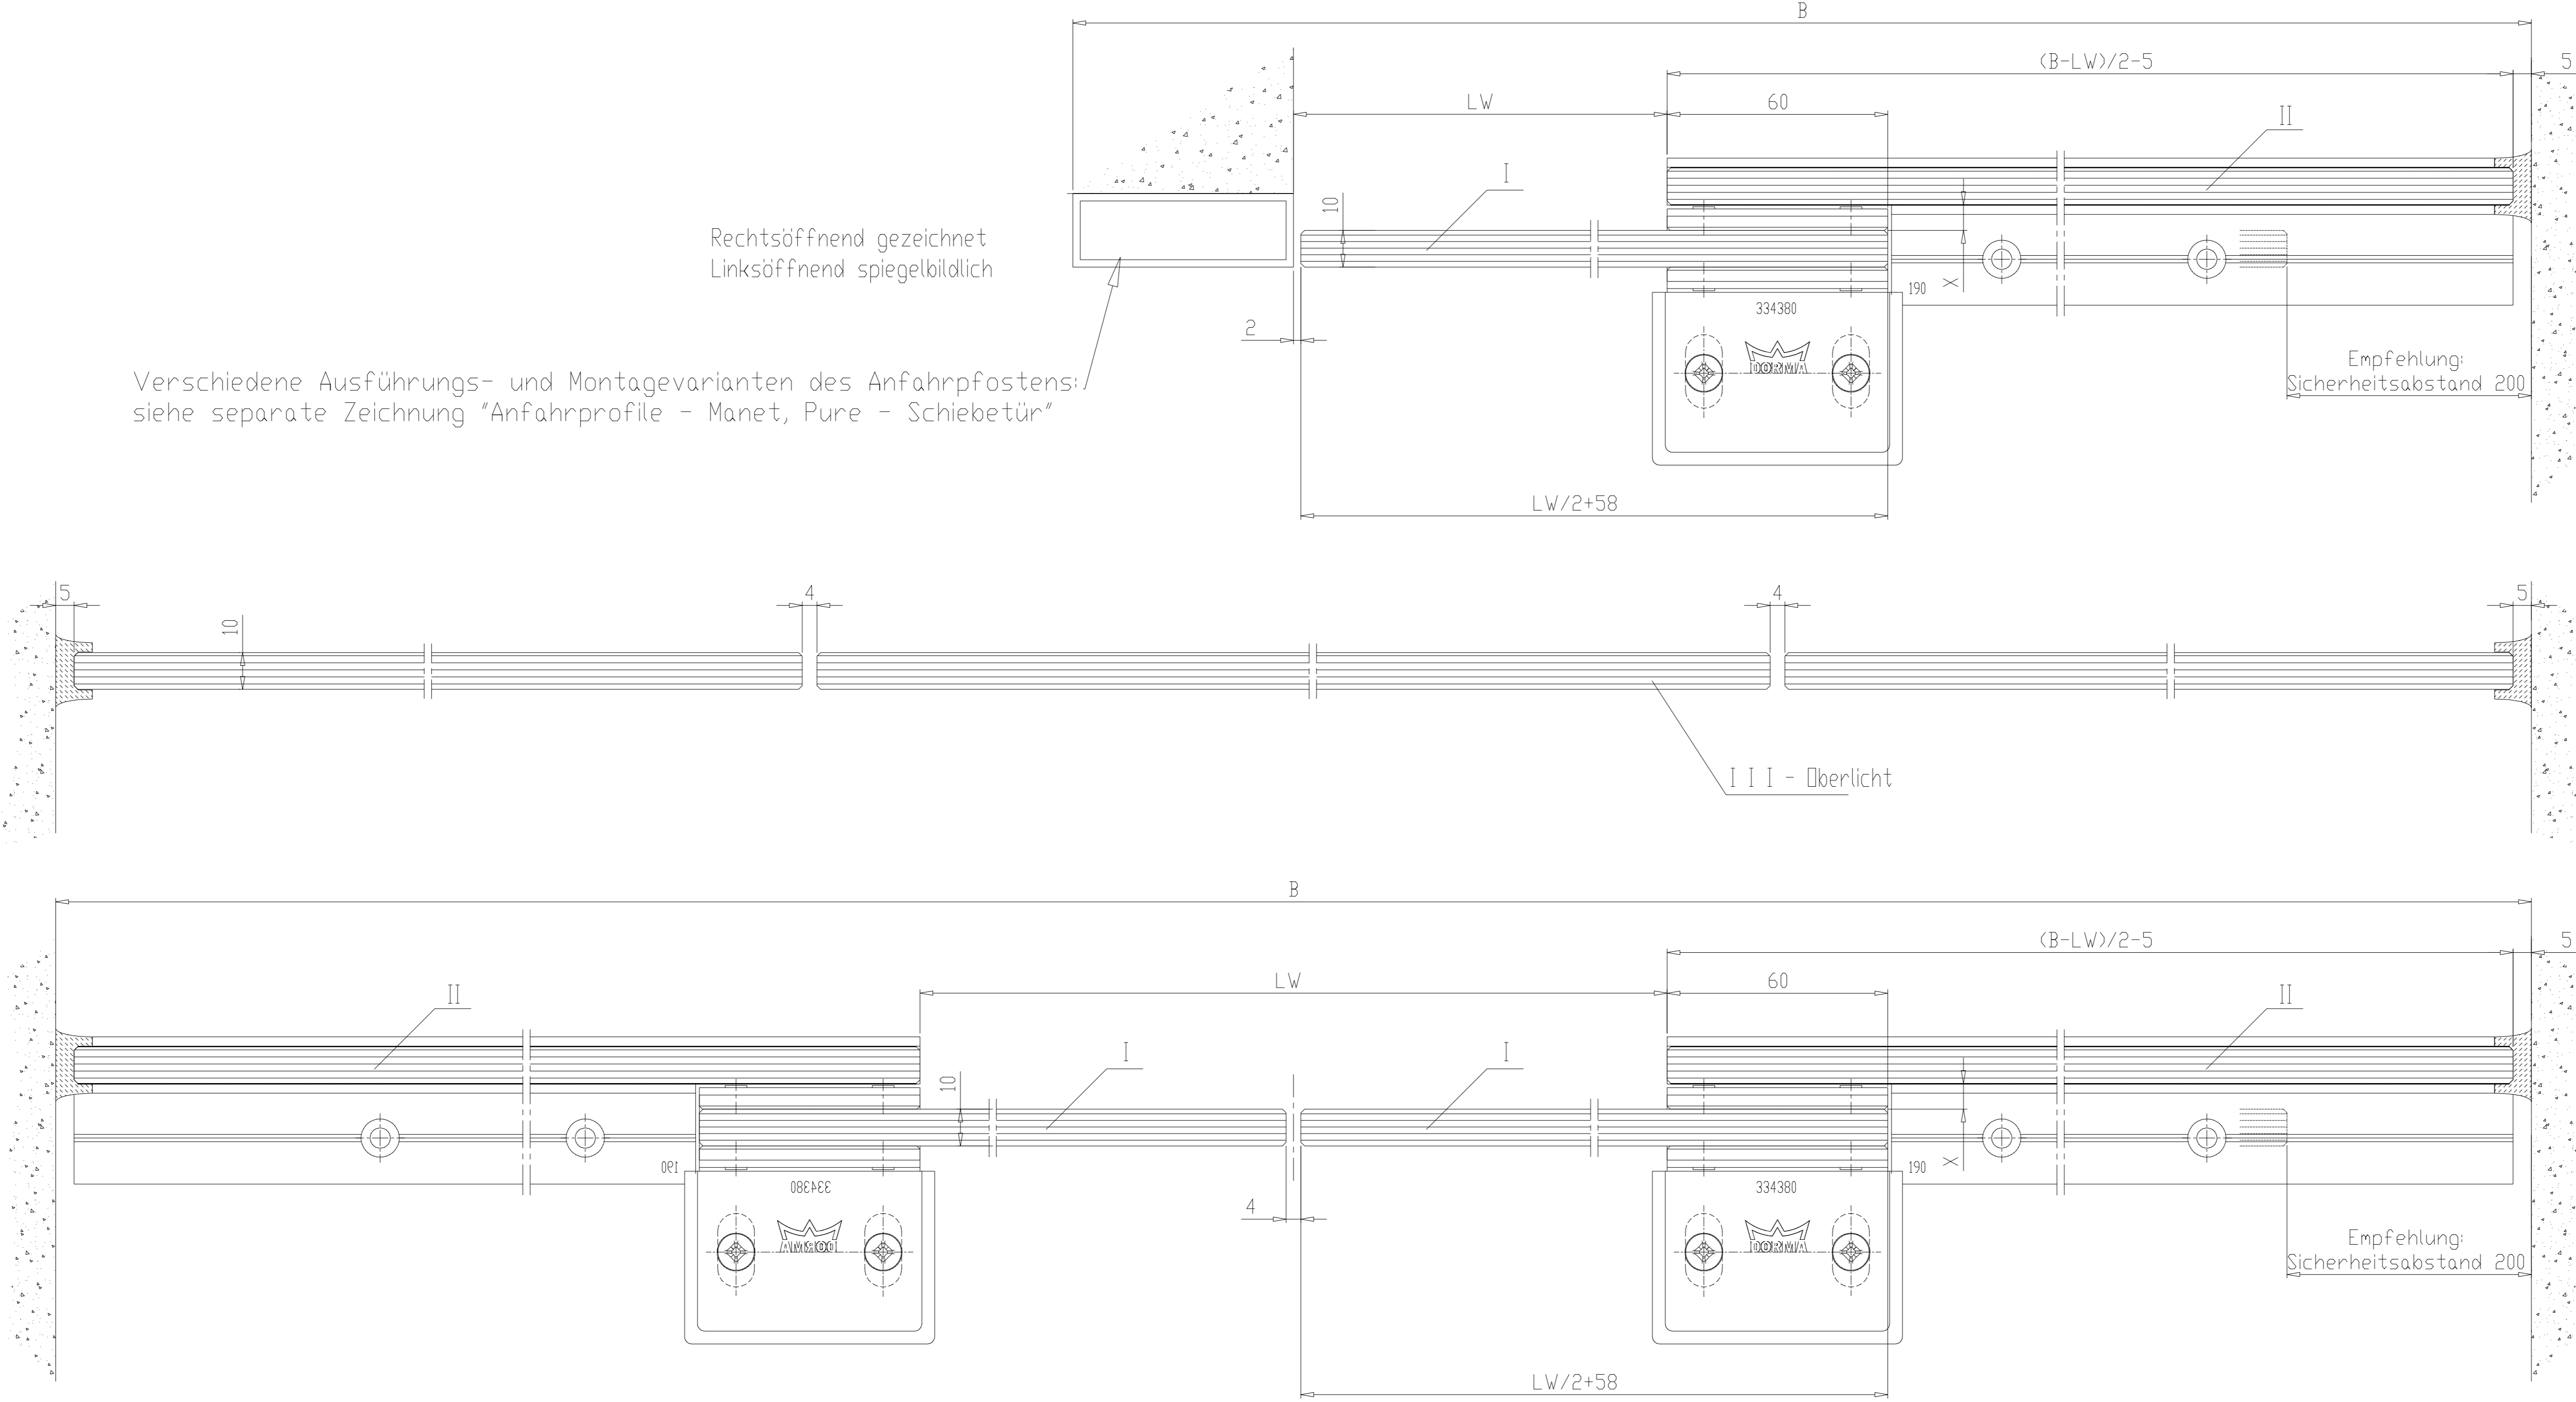 B
(B-LW)/2-5
5
LW
60
II
I
10
Rechtsöffnend gezeichnet
Linksöffnend spiegelbildlich
190
X
334380
2
DORMA
Empfehlung:
Sicherheitsabstand 200
Verschiedene Ausführungs- und Montagevarianten des Anfahrpfostens:
siehe separate Zeichnung "Anfahrprofile - Manet, Pure - Schiebetür"
LW/2+58
5
4
4
5
10
III - Oberlicht
B
(B-LW)/2-5
5
LW
60
II
II
I
I
10
190
190
X
334380
334380
4
DORMA
DORMA
Empfehlung:
Sicherheitsabstand 200
LW/2+58